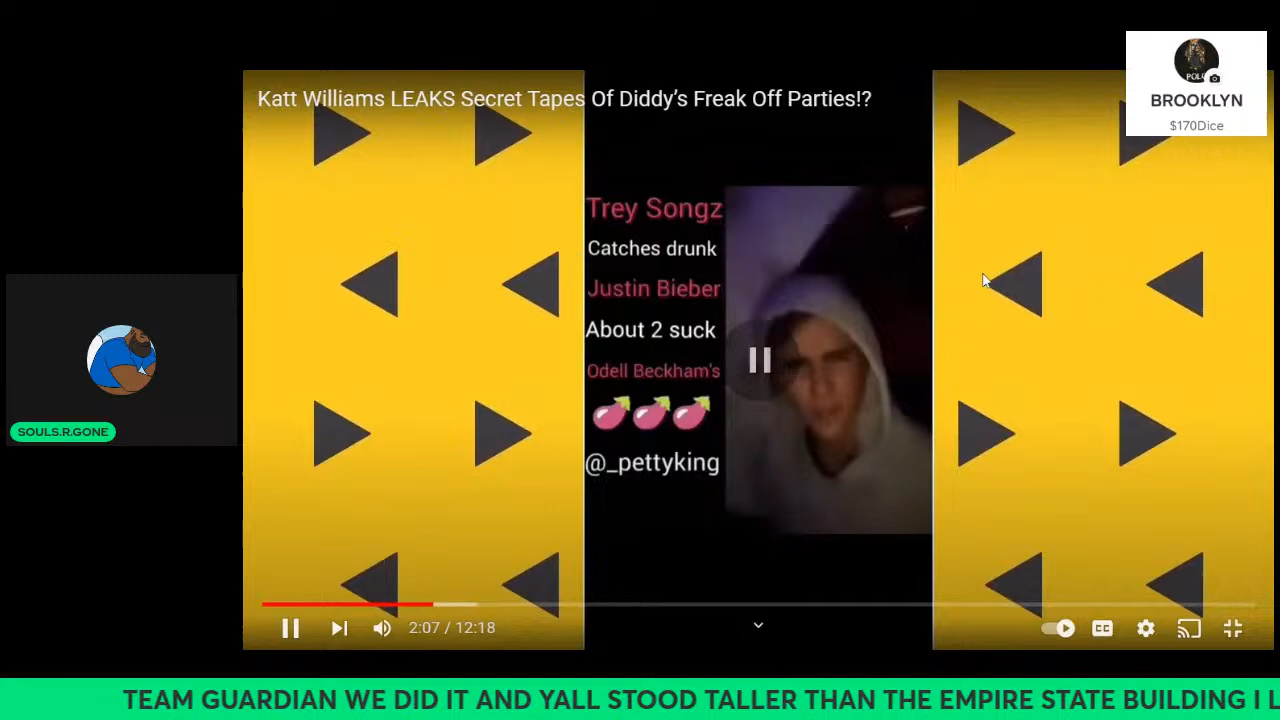 Katt Williams LEAKS Secret Tapes Of Diddy's Freak Off Parties!?
POLO
BROOKLYN
$170Dice
Trey Songz
Catches drunk
Justin Bieber
About 2 suck
Odell Beckham's
@_pettyking
SOULS.R.GONE
2:07 / 12:18
CC
TEAM GUARDIAN WE DID IT AND YALL STOOD TALLER THAN THE EMPIRE STATE BUILDING I L